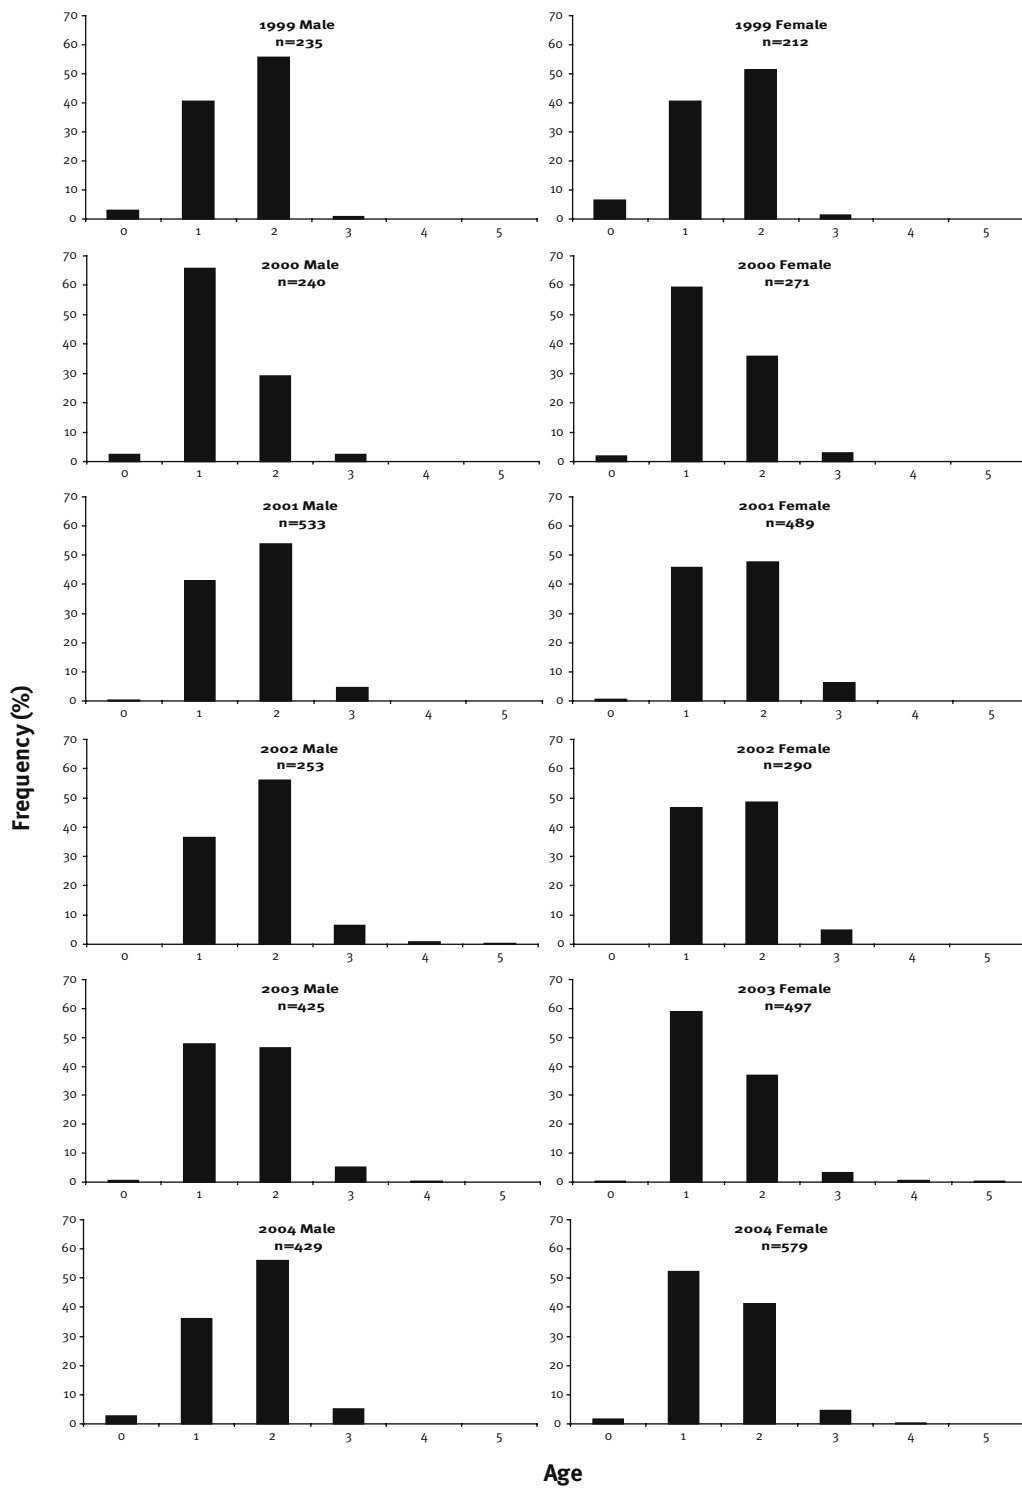 1999 Male
n=235
70
60
50
40
30
20
10
0
0 1 2 3 4 5
1999 Female
n=212
70
60
50
40
30
20
10
0
0 1 2 3 4 5
2000 Male
n=240
70
60
50
40
30
20
10
0
0 1 2 3 4 5
2000 Female
n=271
70
60
50
40
30
20
10
0
0 1 2 3 4 5
2001 Male
n=533
70
60
50
40
30
20
10
0
0 1 2 3 4 5
2001 Female
n=489
70
60
50
40
30
20
10
0
0 1 2 3 4 5
Frequency (%)
2002 Male
n=253
70
60
50
40
30
20
10
0
0 1 2 3 4 5
2002 Female
n=290
70
60
50
40
30
20
10
0
0 1 2 3 4 5
2003 Male
n=425
70
60
50
40
30
20
10
0
0 1 2 3 4 5
2003 Female
n=497
70
60
50
40
30
20
10
0
0 1 2 3 4 5
2004 Male
n=429
70
60
50
40
30
20
10
0
0 1 2 3 4 5
2004 Female
n=579
70
60
50
40
30
20
10
0
0 1 2 3 4 5
Age